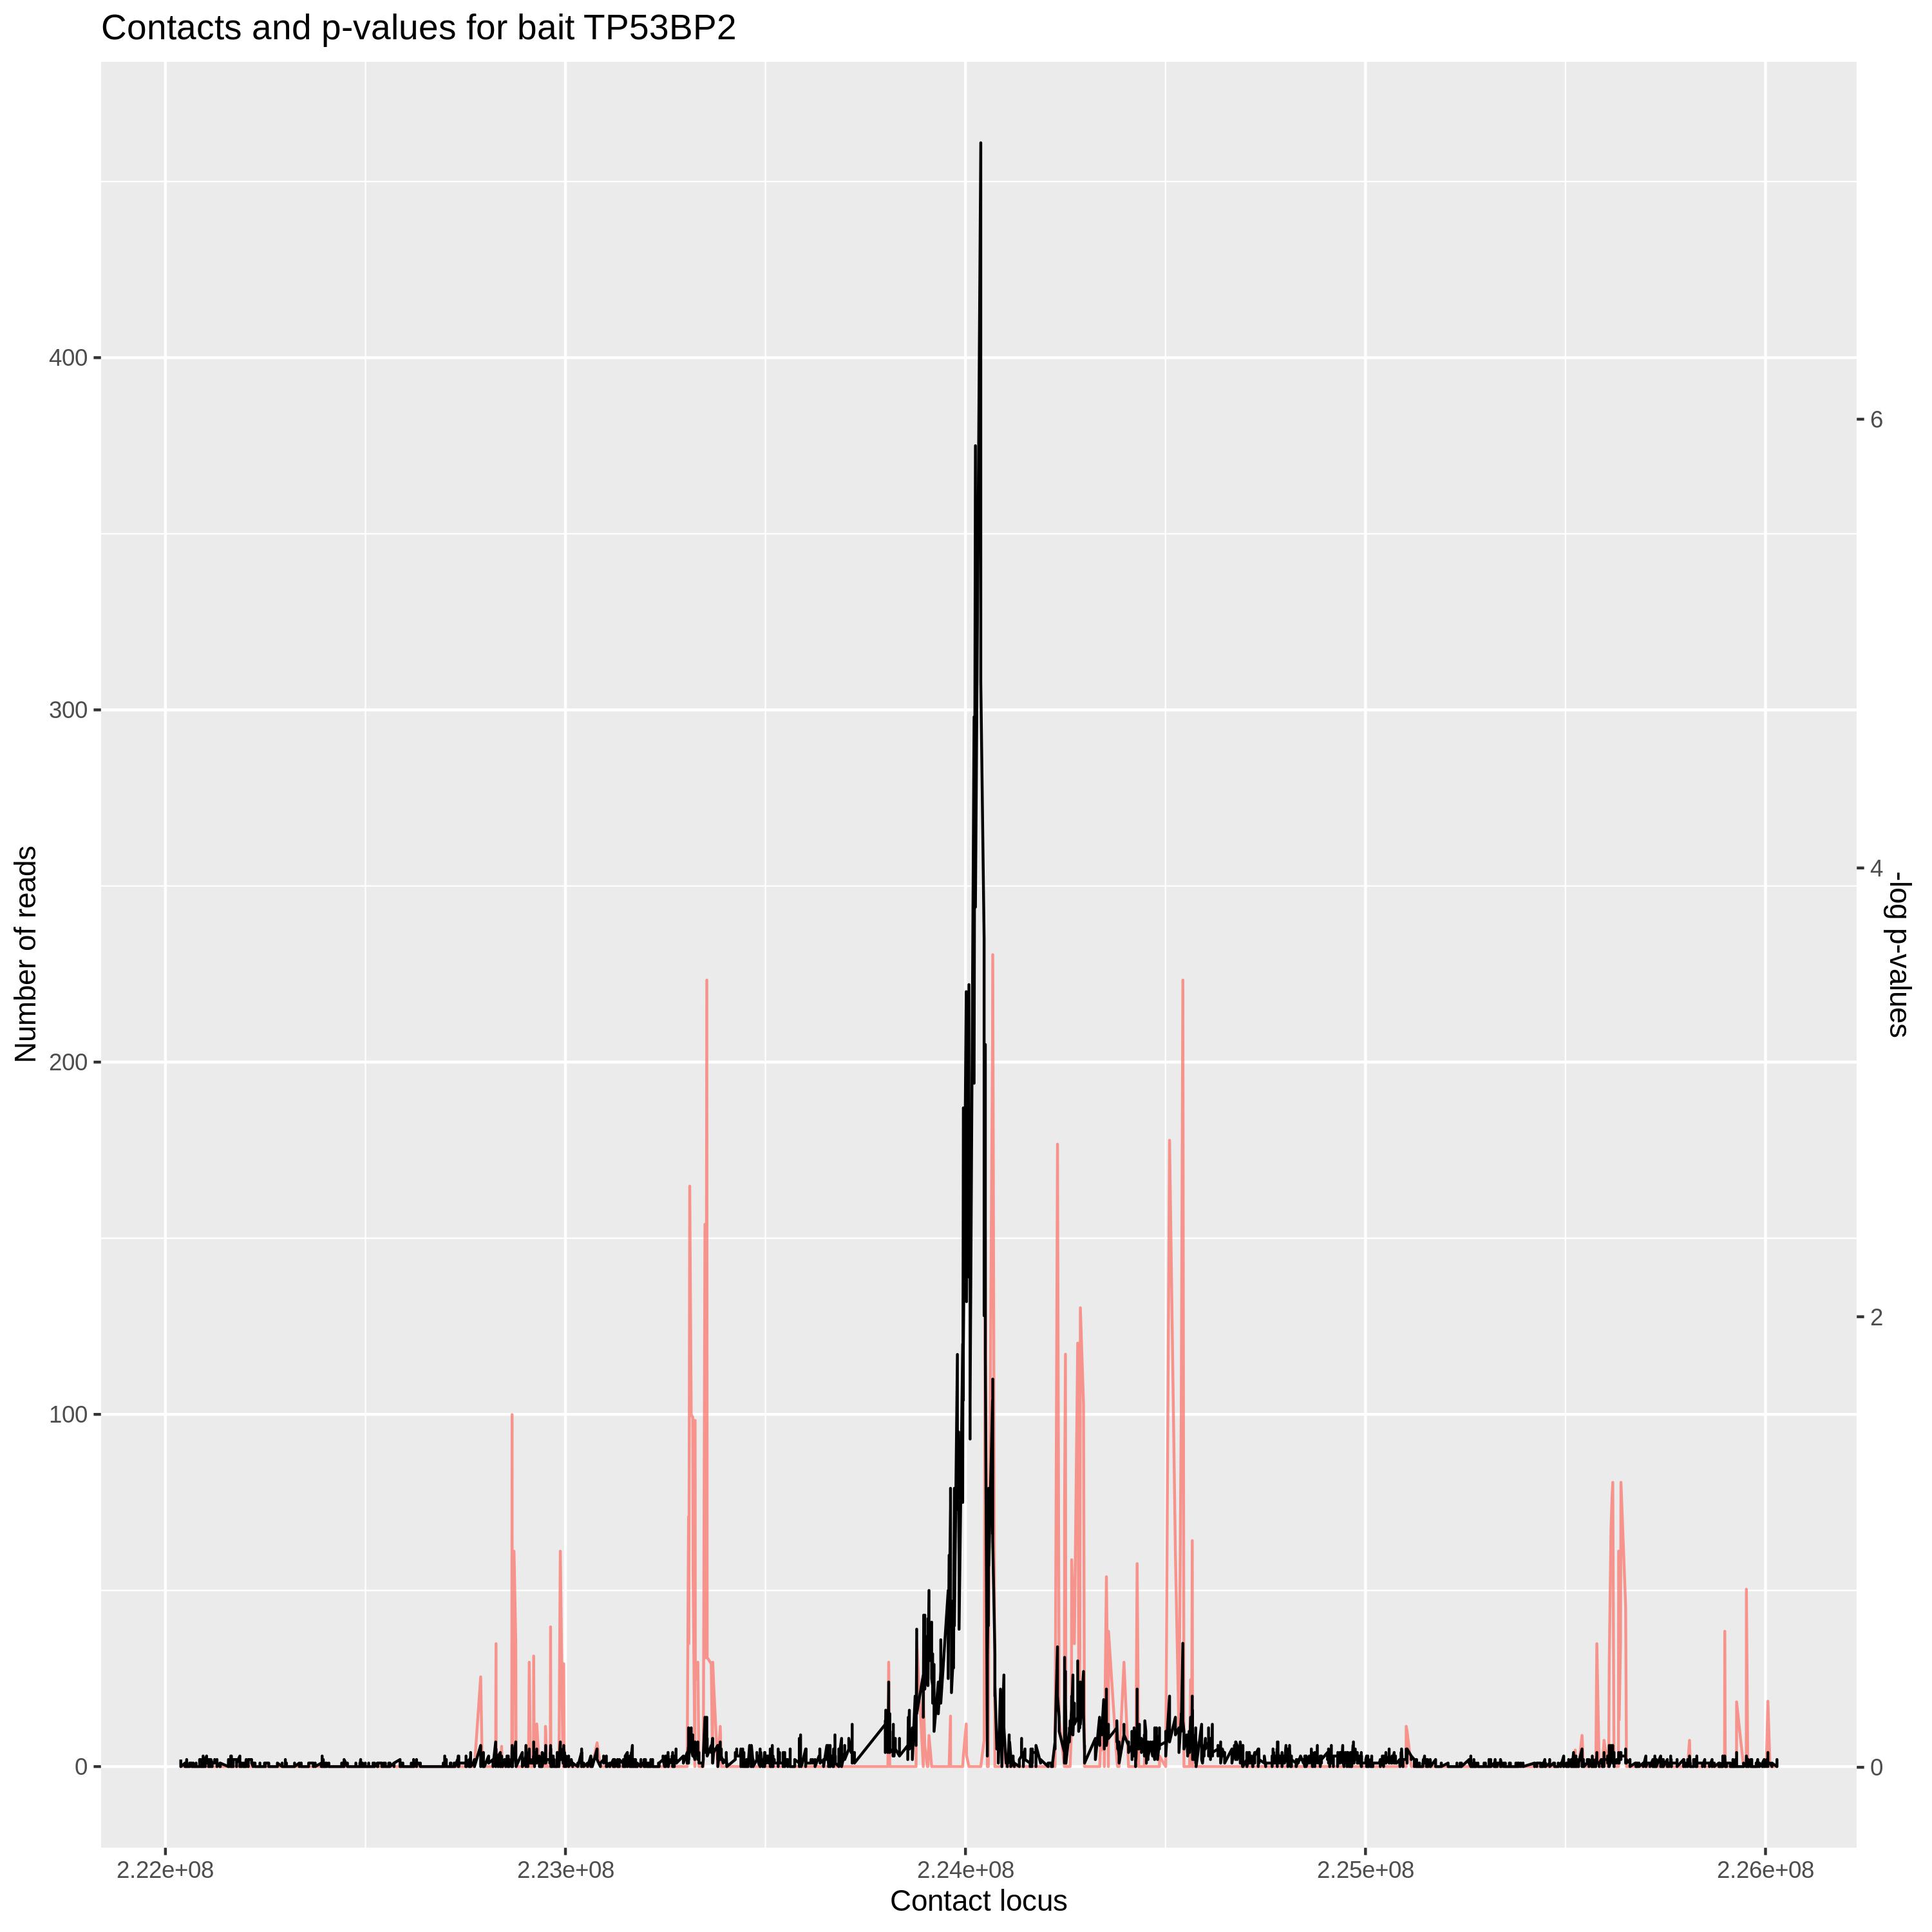 Contacts and p-values for bait TP53BP2
Number of reads
400
300
200
100
0
6
4
2
0
-log p-values
2.22e+08
2.23e+08
2.24e+08
2.25e+08
2.26e+08
Contact locus